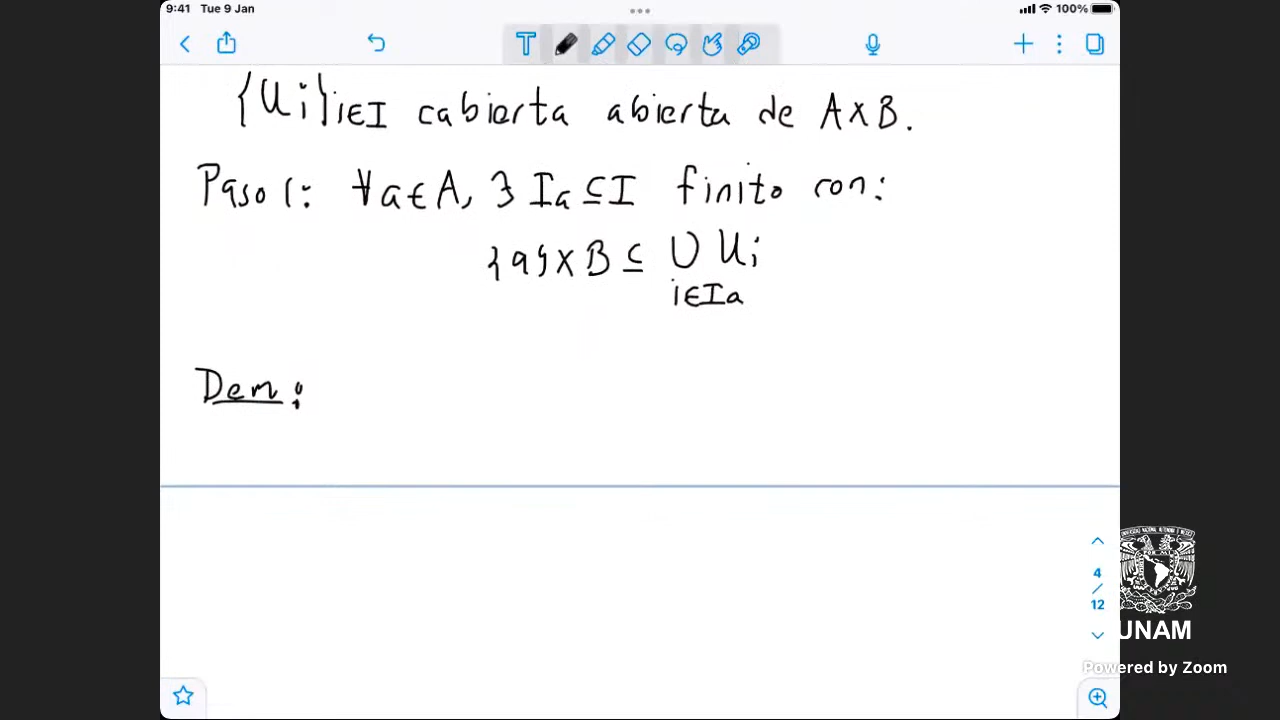 9:41 Tue 9 Jan 100%
{Ui}i∈I cabierta abierta de A×B.
Paso 1: ∀a∈A, ∃ Ia⊆I finito con:
{a}×B ⊆ ∪ Ui
i∈Ia
Dem:
4
/
12
UNAM
Powered by Zoom